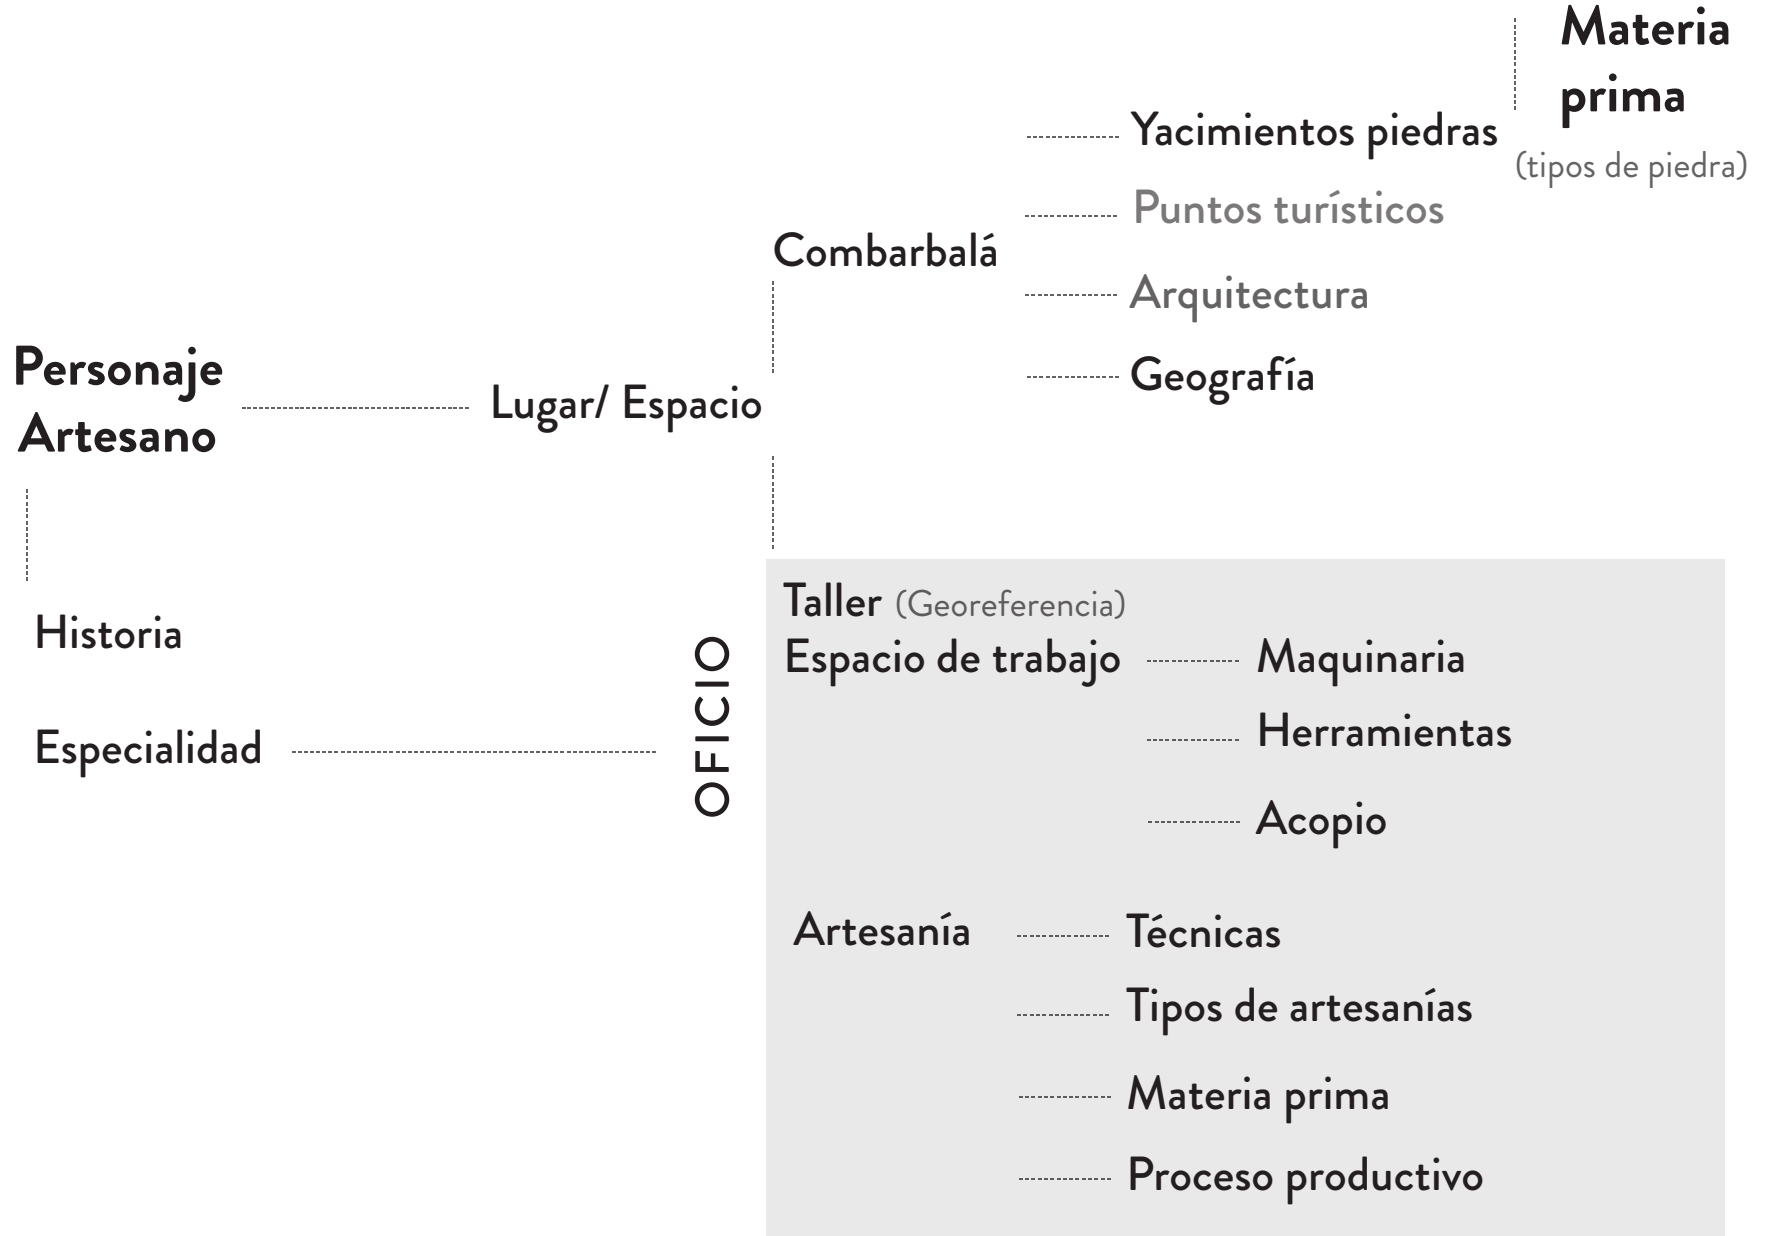 Materia
prima
(tipos de piedra)
Yacimientos piedras
Puntos turísticos
Combarbalá
Arquitectura
Geografía
Personaje
Artesano
Lugar/ Espacio
Historia
Especialidad
OFICIO
Taller (Georeferencia)
Espacio de trabajo
Maquinaria
Herramientas
Acopio
Artesanía
Técnicas
Tipos de artesanías
Materia prima
Proceso productivo